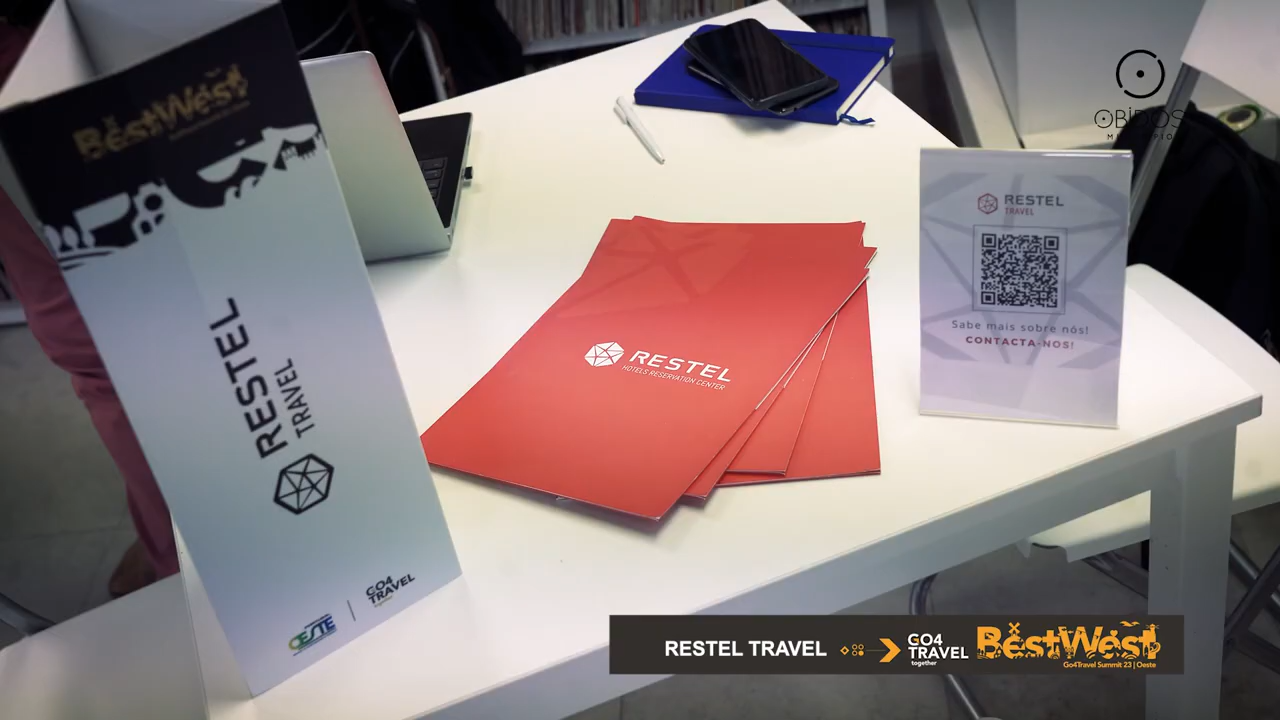 BestWest
RESTEL
TRAVEL
OESTE
GO4
TRAVEL
RESTEL
HOTELS RESERVATION CENTER
OBIDOS
RESTEL
TRAVEL
Sabe mais sobre nós!
CONTACTA-NOS!
RESTEL TRAVEL
GO4
TRAVEL
together
BestWest
Go4Travel Summit 23 | Oeste